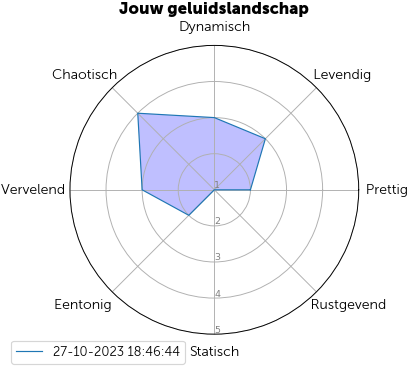 Jouw geluidslandschap
Dynamisch
Chaotisch
Levendig
Vervelend
1
Prettig
2
3
Eentonig
4
Rustgevend
5
27-10-2023 18:46:44
Statisch